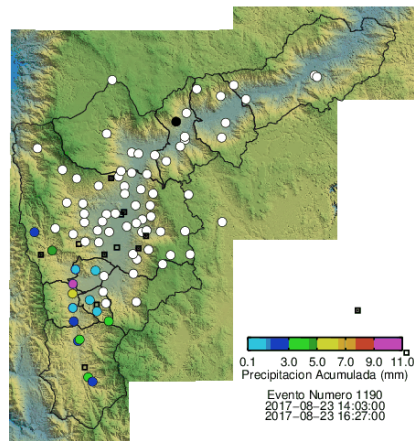 0.1 3.0 5.0 7.0 9.0 11.0
Precipitacion Acumulada (mm)
Evento Numero 1190
2017-08-23 14:03:00
2017-08-23 16:27:00